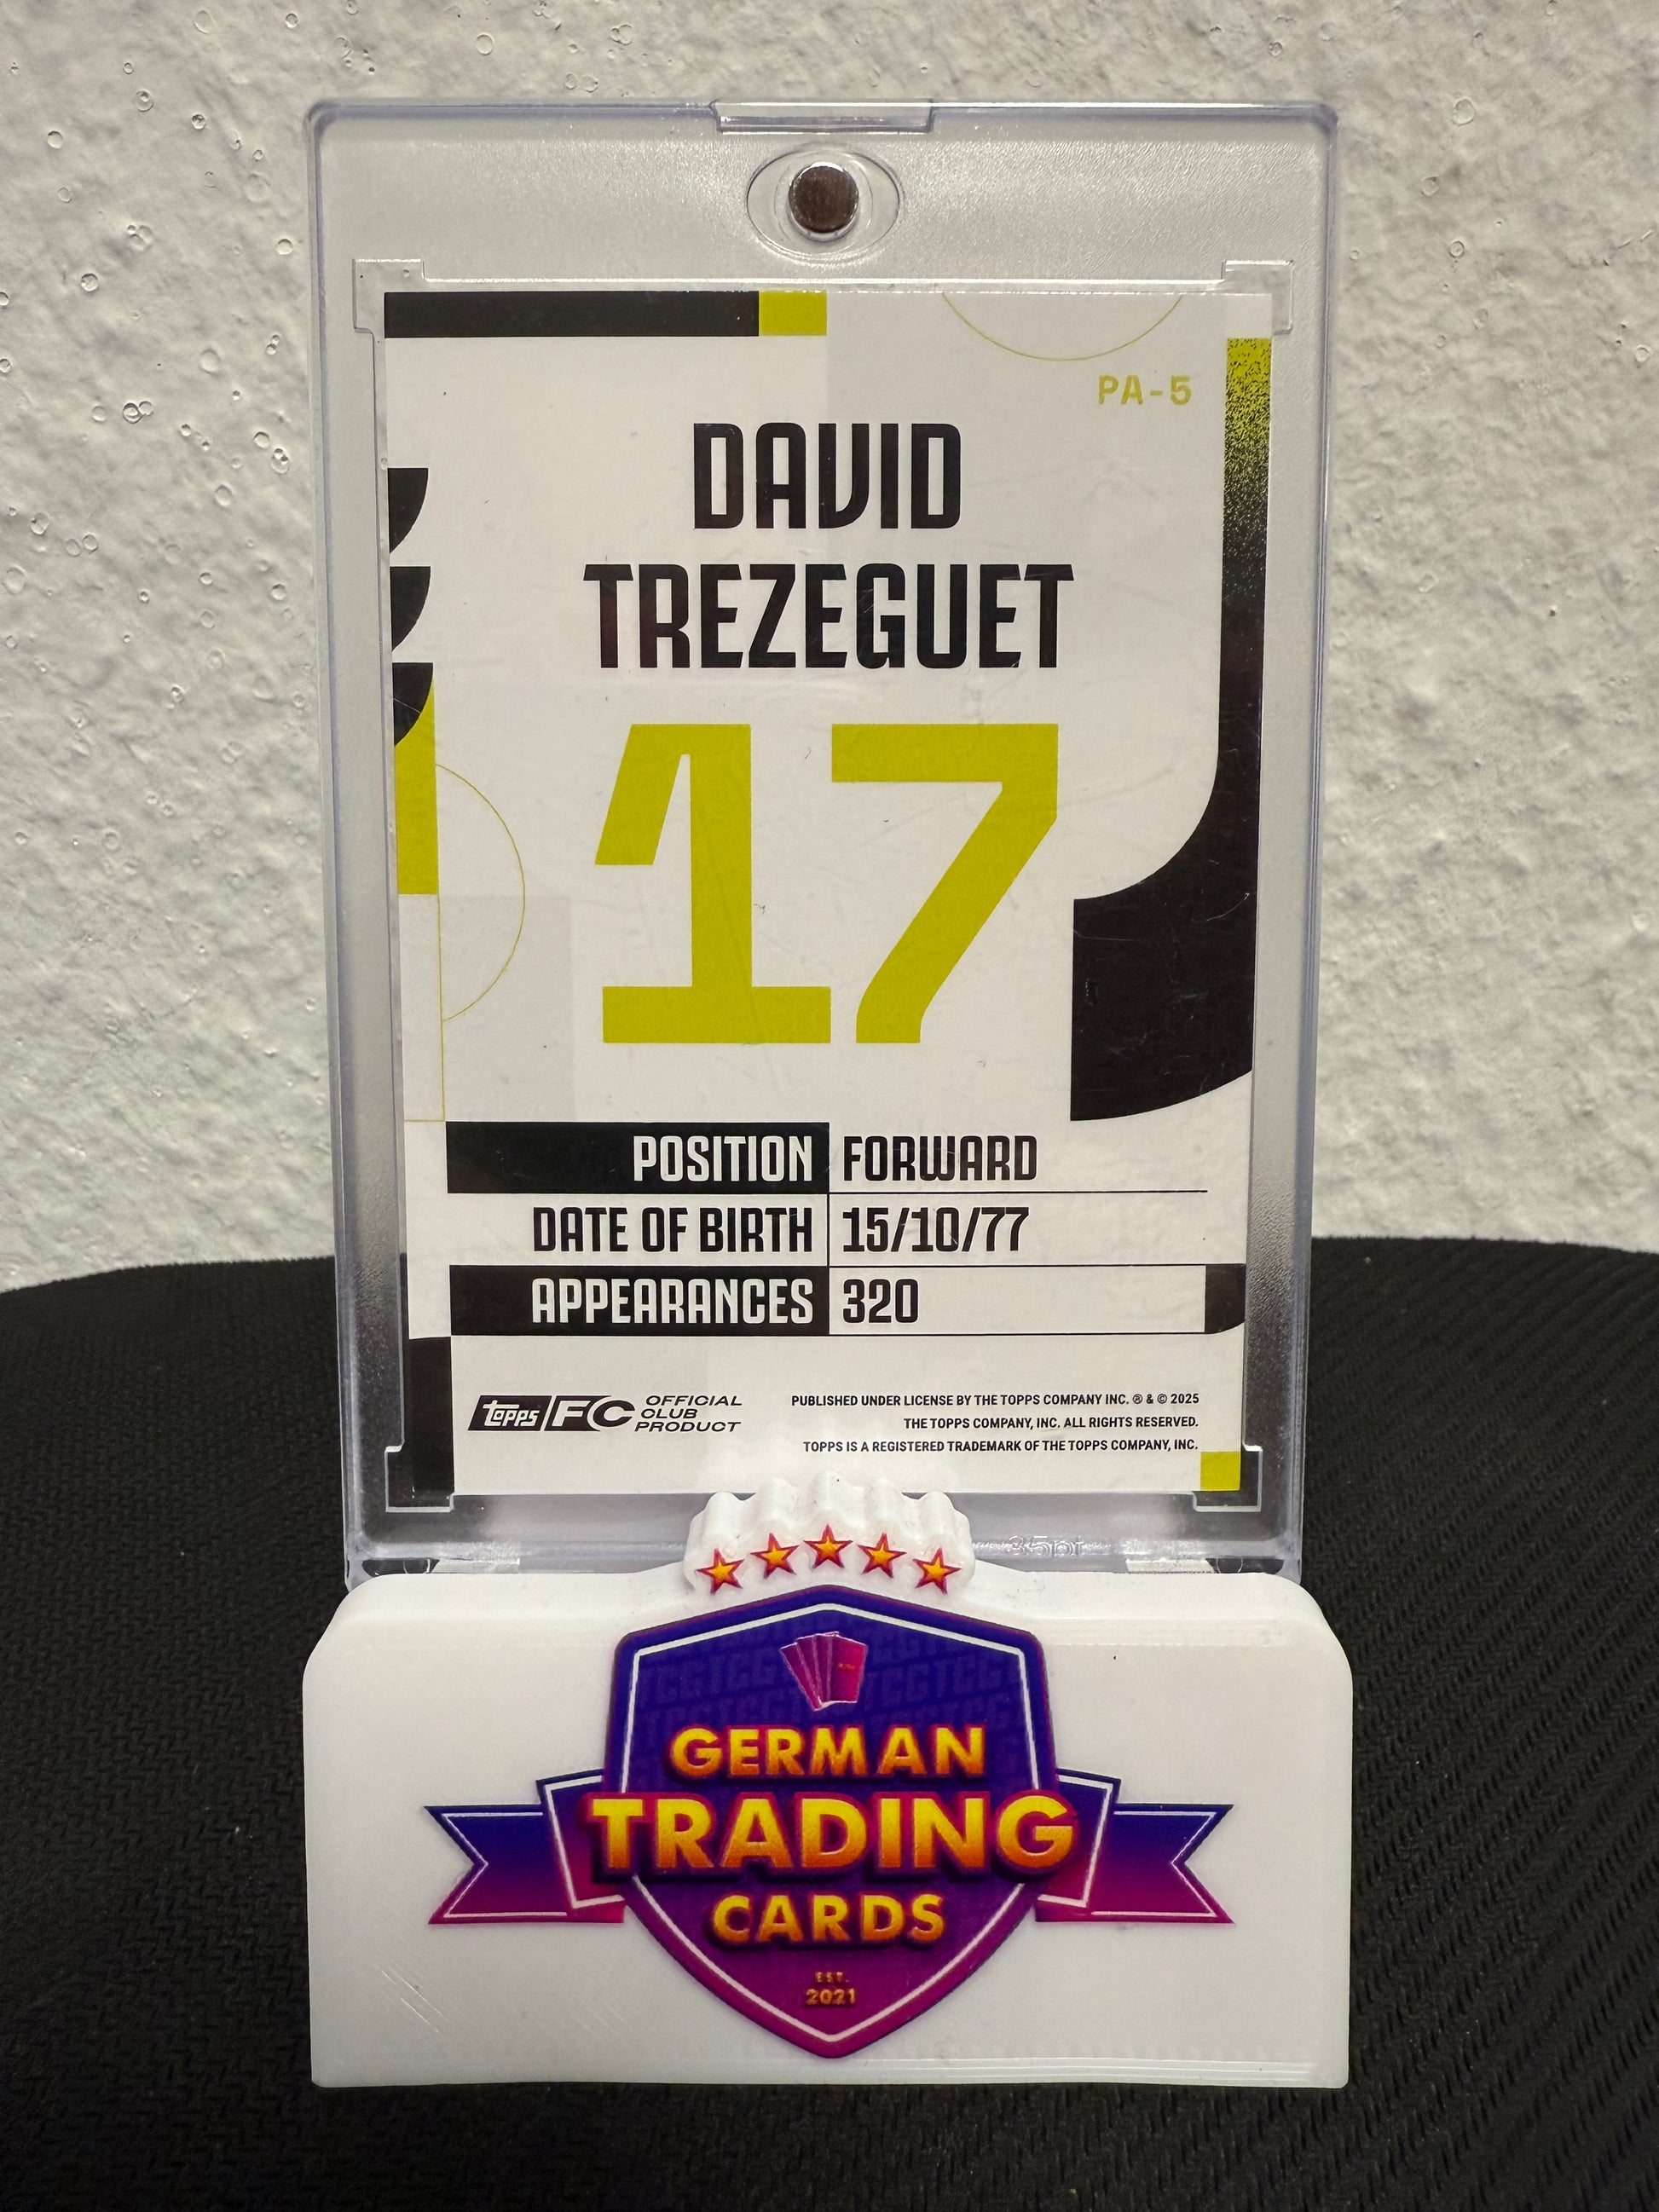 PA-5
DAVID
TREZEGUET
17
POSITION FORWARD
DATE OF BIRTH 15/10/77
APPEARANCES 320
topps FC OFFICIAL
CLUB
PRODUCT
PUBLISHED UNDER LICENSE BY THE TOPPS COMPANY INC. ® & © 2025
THE TOPPS COMPANY, INC. ALL RIGHTS RESERVED.
TOPPS IS A REGISTERED TRADEMARK OF THE TOPPS COMPANY, INC.
35pt
GERMAN
TRADING
CARDS
EST.
2021